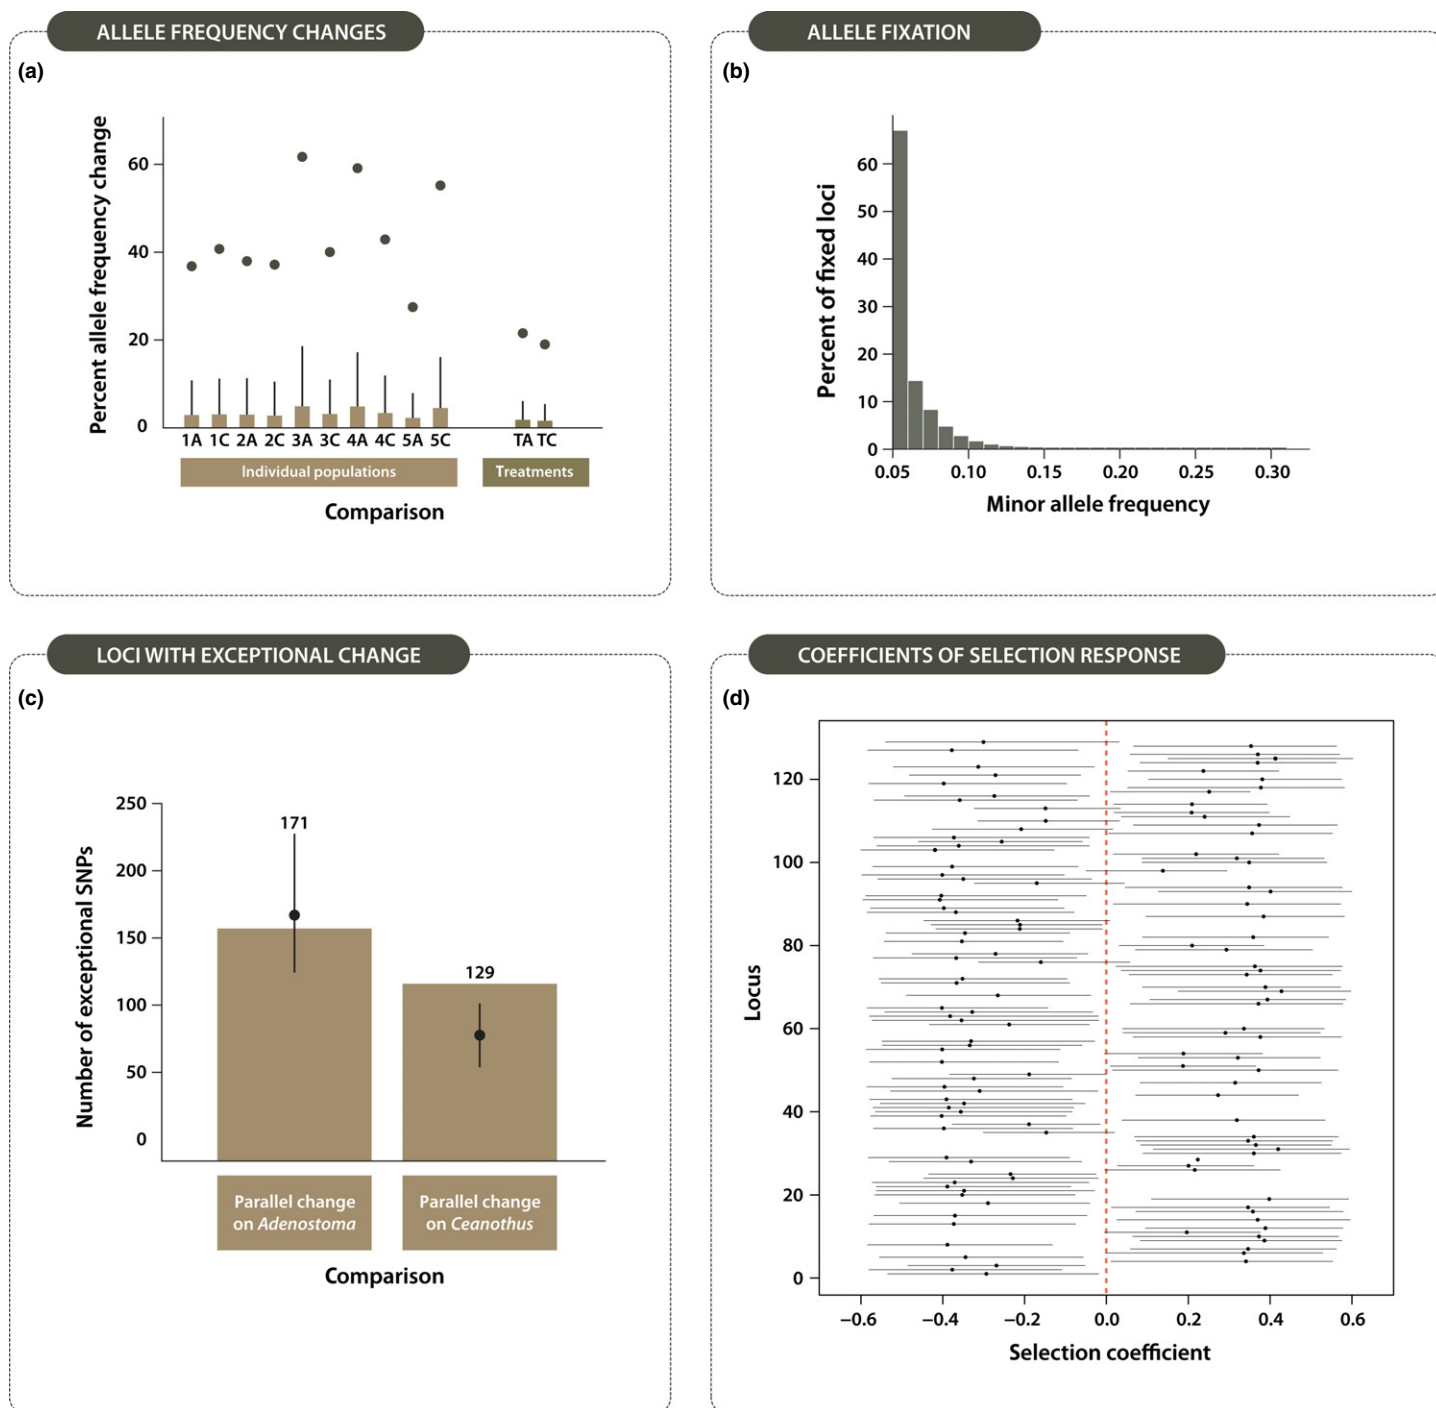 ALLELE FREQUENCY CHANGES
(a)
Percent allele frequency change
60
40
20
0
1A 1C 2A 2C 3A 3C 4A 4C 5A 5C TA TC
Individual populations
Treatments
Comparison
ALLELE FIXATION
(b)
Percent of fixed loci
60
50
40
30
20
10
0
0.05 0.10 0.15 0.20 0.25 0.30
Minor allele frequency
LOCI WITH EXCEPTIONAL CHANGE
(c)
Number of exceptional SNPs
250
200
150
100
50
0
171
129
Parallel change
on Adenostoma
Parallel change
on Ceanothus
Comparison
COEFFICIENTS OF SELECTION RESPONSE
(d)
Locus
120
100
80
60
40
20
0
−0.6 −0.4 −0.2 0.0 0.2 0.4 0.6
Selection coefficient